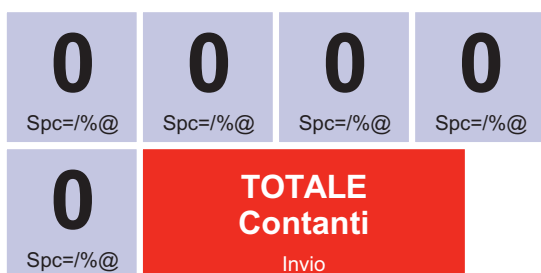 0 0 0 0
Spc=/%@ Spc=/%@ Spc=/%@ Spc=/%@
0
Spc=/%@
TOTALE
Contanti
Invio